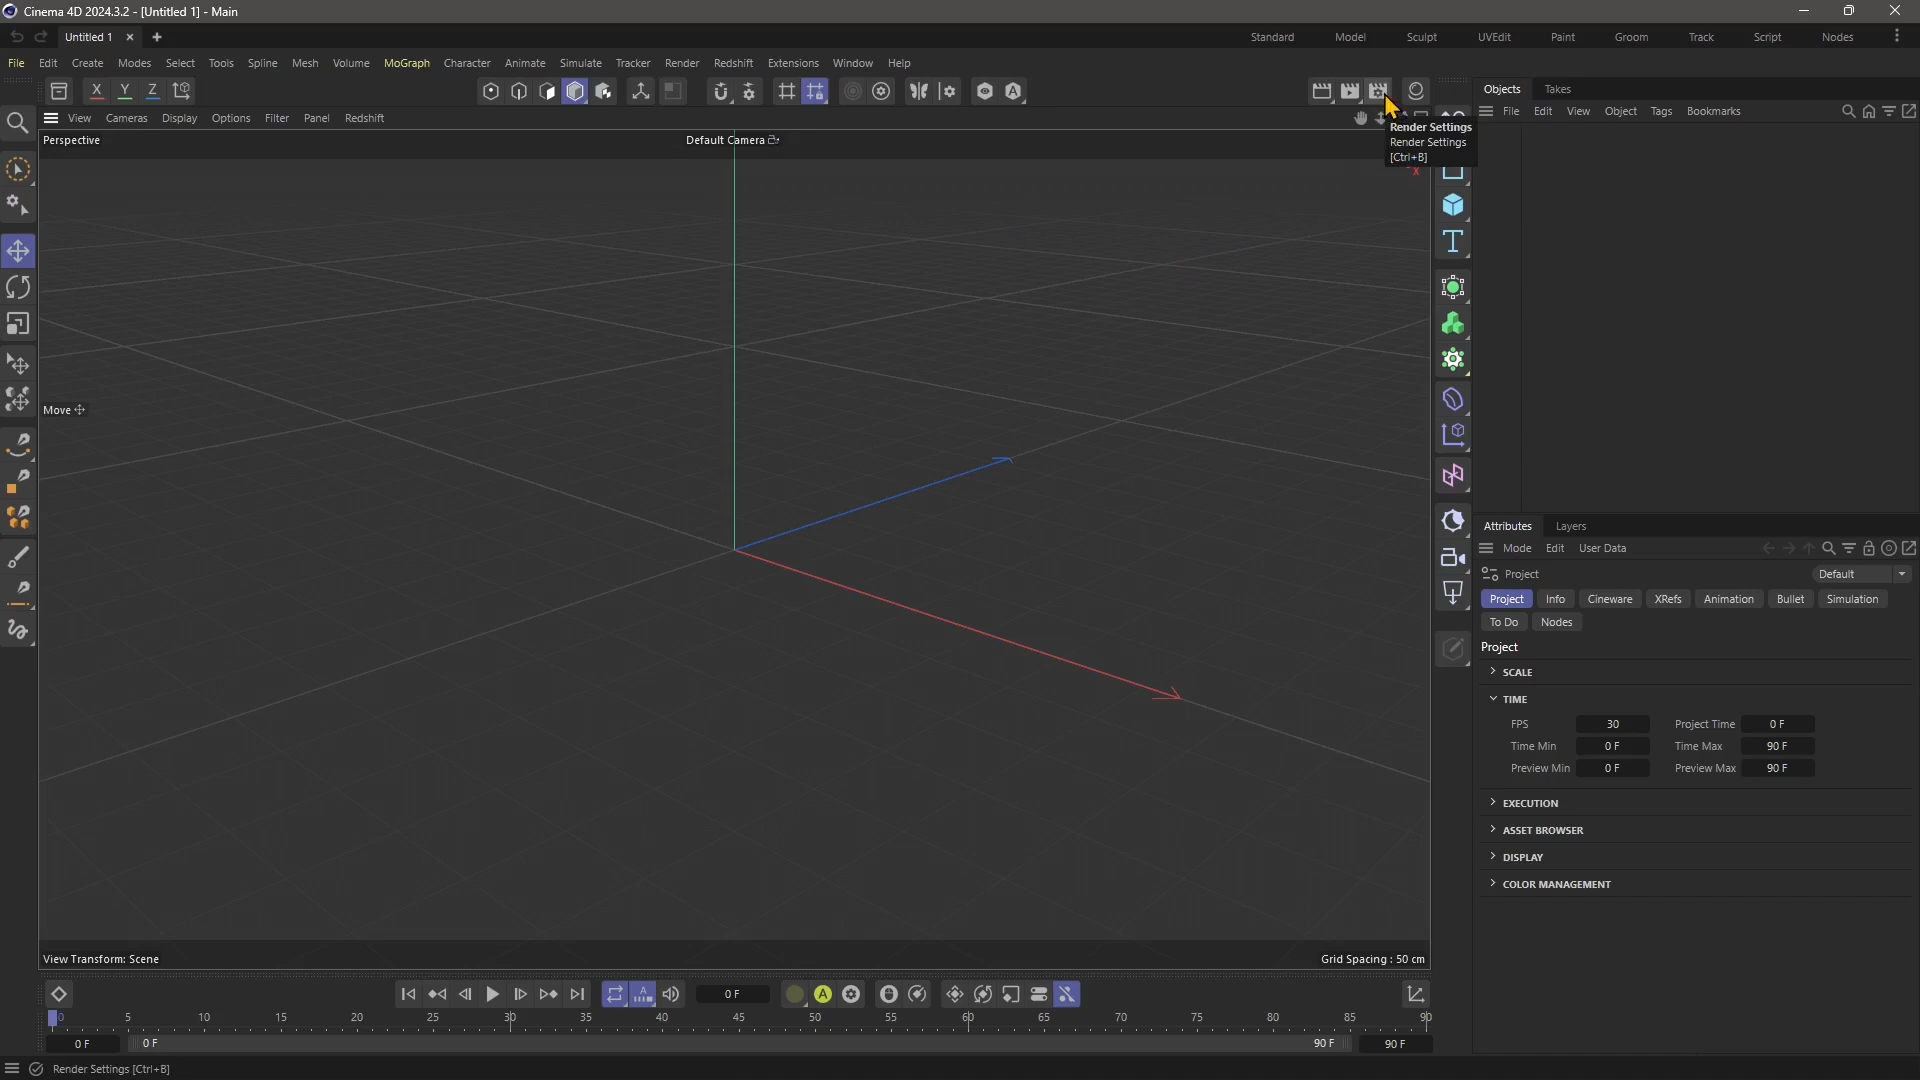 Cinema 4D 2024.3.2 - [Untitled 1] - Main
Untitled 1
Standard Model Sculpt UVEdit Paint Groom Track Script Nodes
File Edit Create Modes Select Tools Spline Mesh Volume MoGraph Character Animate Simulate Tracker Render Redshift Extensions Window Help
X Y Z
Objects Takes
View Cameras Display Options Filter Panel Redshift
File Edit View Object Tags Bookmarks
Perspective
Default Camera
Render Settings
Render Settings
[Ctrl+B]
X
Move
Attributes Layers
Mode Edit User Data
Project
Default
Project Info Cineware XRefs Animation Bullet Simulation
To Do Nodes
Project
SCALE
TIME
FPS 30 Project Time 0 F
Time Min 0 F Time Max 90 F
Preview Min 0 F Preview Max 90 F
EXECUTION
ASSET BROWSER
DISPLAY
COLOR MANAGEMENT
View Transform: Scene
Grid Spacing : 50 cm
A
0 F
A
0 5 10 15 20 25 30 35 40 45 50 55 60 65 70 75 80 85 90
0 F 0 F 90 F 90 F
Render Settings [Ctrl+B]